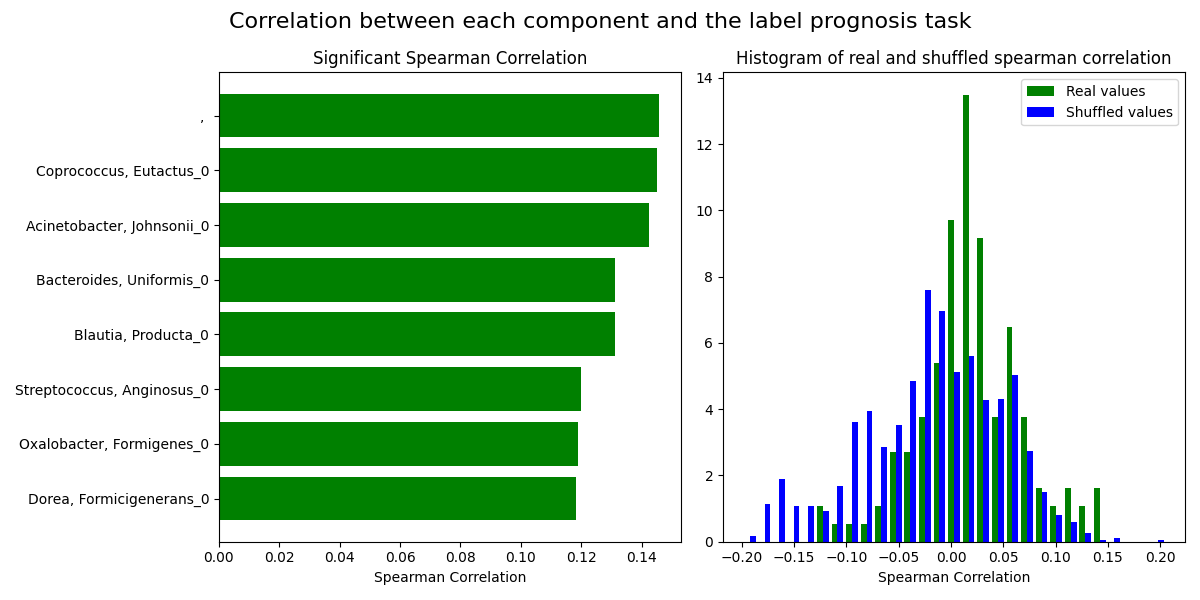 Correlation between each component and the label prognosis task
Significant Spearman Correlation
,
Coprococcus, Eutactus_0
Acinetobacter, Johnsonii_0
Bacteroides, Uniformis_0
Blautia, Producta_0
Streptococcus, Anginosus_0
Oxalobacter, Formigenes_0
Dorea, Formicigenerans_0
0.00 0.02 0.04 0.06 0.08 0.10 0.12 0.14
Spearman Correlation
Histogram of real and shuffled spearman correlation
Real values
Shuffled values
14
12
10
8
6
4
2
0
−0.20 −0.15 −0.10 −0.05 0.00 0.05 0.10 0.15 0.20
Spearman Correlation